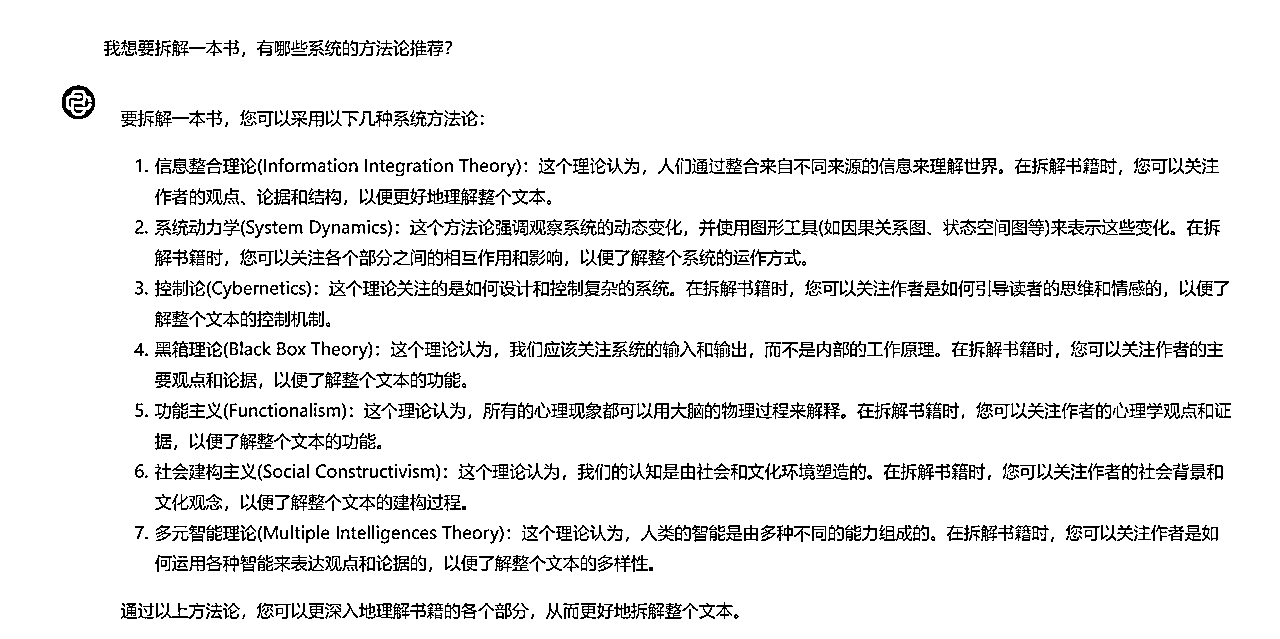 我想要拆解一本书，有哪些系统的方法论推荐？
要拆解一本书，您可以采用以下几种系统方法论：
1. 信息整合理论(Information Integration Theory)：这个理论认为，人们通过整合来自不同来源的信息来理解世界。在拆解书籍时，您可以关注
作者的观点、论据和结构，以便更好地理解整个文本。
2. 系统动力学(System Dynamics)：这个方法论强调观察系统的动态变化，并使用图形工具(如因果关系图、状态空间图等)来表示这些变化。在拆
解书籍时，您可以关注各个部分之间的相互作用和影响，以便了解整个系统的运作方式。
3. 控制论(Cybernetics)：这个理论关注的是如何设计和控制复杂的系统。在拆解书籍时，您可以关注作者是如何引导读者的思维和情感的，以便了
解整个文本的控制机制。
4. 黑箱理论(Black Box Theory)：这个理论认为，我们应该关注系统的输入和输出，而不是内部的工作原理。在拆解书籍时，您可以关注作者的主
要观点和论据，以便了解整个文本的功能。
5. 功能主义(Functionalism)：这个理论认为，所有的心理现象都可以用大脑的物理过程来解释。在拆解书籍时，您可以关注作者的心理学观点和证
据，以便了解整个文本的功能。
6. 社会建构主义(Social Constructivism)：这个理论认为，我们的认知是由社会和文化环境塑造的。在拆解书籍时，您可以关注作者的社会背景和
文化观念，以便了解整个文本的建构过程。
7. 多元智能理论(Multiple Intelligences Theory)：这个理论认为，人类的智能是由多种不同的能力组成的。在拆解书籍时，您可以关注作者是如
何运用各种智能来表达观点和论据的，以便了解整个文本的多样性。
通过以上方法论，您可以更深入地理解书籍的各个部分，从而更好地拆解整个文本。